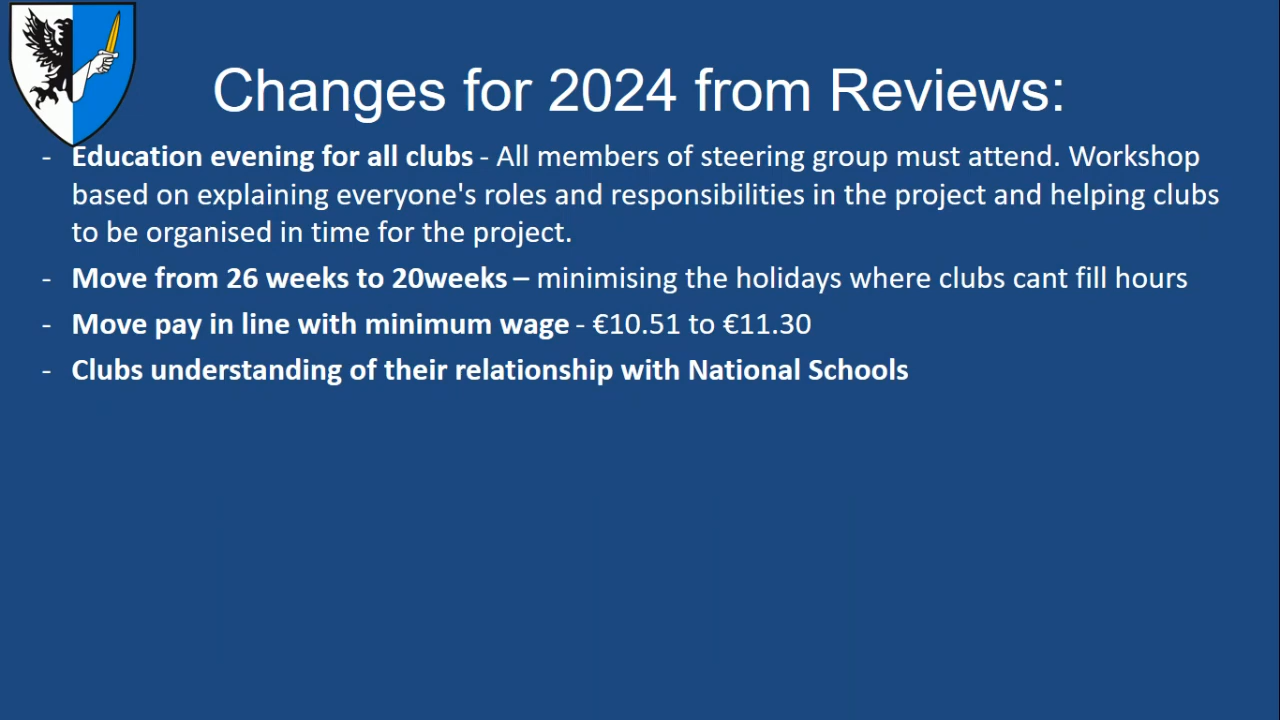 Changes for 2024 from Reviews:
- Education evening for all clubs - All members of steering group must attend. Workshop
based on explaining everyone's roles and responsibilities in the project and helping clubs
to be organised in time for the project.
- Move from 26 weeks to 20weeks – minimising the holidays where clubs cant fill hours
- Move pay in line with minimum wage - €10.51 to €11.30
- Clubs understanding of their relationship with National Schools